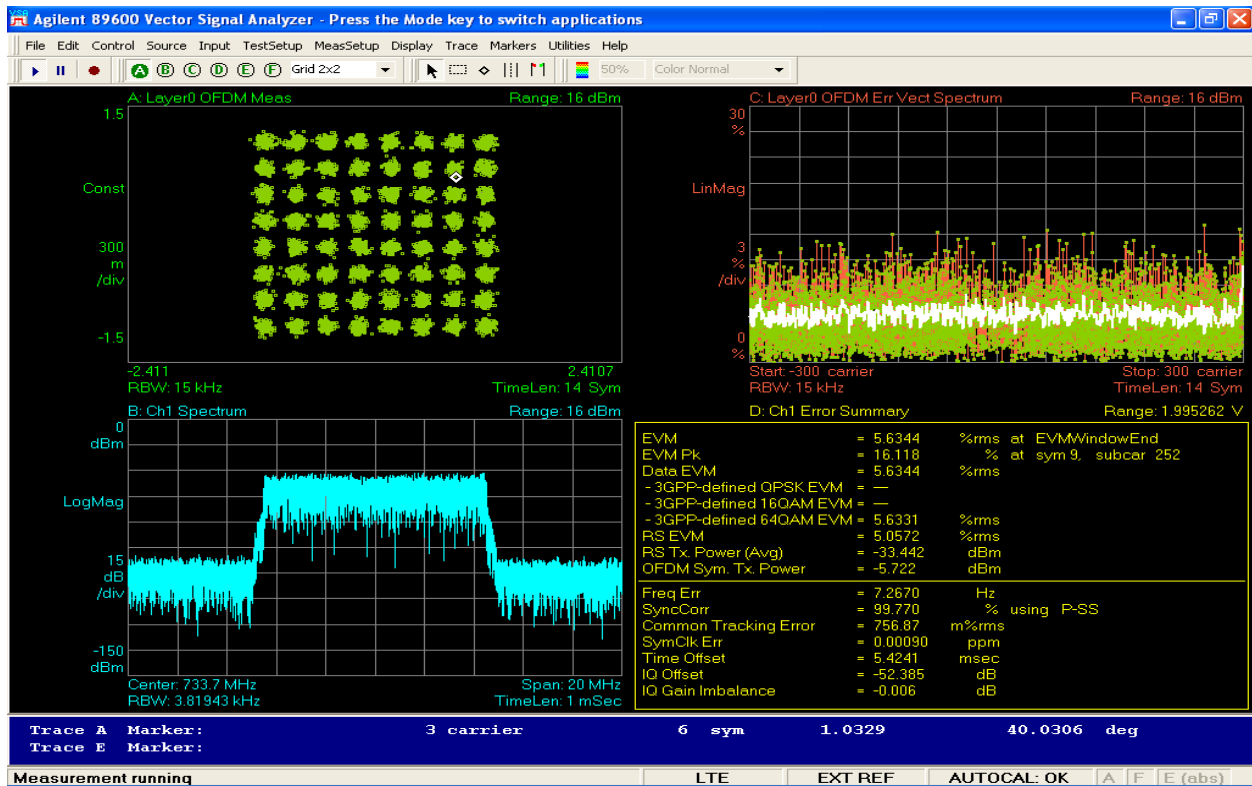 Agilent 89600 Vector Signal Analyzer - Press the Mode key to switch applications
File Edit Control Source Input TestSetup MeasSetup Display Trace Markers Utilities Help
A B C D E F Grid 2x2 50% Color Normal
A: Layer0 OFDM Meas Range: 16 dBm
1.5
Const
300
m
/div
-1.5
-2.411 2.4107
RBW: 15 kHz TimeLen: 14 Sym
C: Layer0 OFDM Err Vect Spectrum Range: 16 dBm
30
%
LinMag
3
%
/div
0
%
Start: -300 carrier Stop: 300 carrier
RBW: 15 kHz TimeLen: 14 Sym
B: Ch1 Spectrum Range: 16 dBm
0
dBm
LogMag
15
dB
/div
-150
dBm
Center: 733.7 MHz Span: 20 MHz
RBW: 3.81943 kHz TimeLen: 1 mSec
D: Ch1 Error Summary Range: 1.995262 V
EVM = 5.6344 %rms at EVMWindowEnd
EVM Pk = 16.118 % at sym 9, subcar 252
Data EVM = 5.6344 %rms
- 3GPP-defined QPSK EVM = —
- 3GPP-defined 16QAM EVM = —
- 3GPP-defined 64QAM EVM = 5.6331 %rms
RS EVM = 5.0572 %rms
RS Tx. Power (Avg) = -33.442 dBm
OFDM Sym. Tx. Power = -5.722 dBm
Freq Err = 7.2670 Hz
SyncCorr = 99.770 % using P-SS
Common Tracking Error = 756.87 m%rms
SymClk Err = 0.00090 ppm
Time Offset = 5.4241 msec
IQ Offset = -52.385 dB
IQ Gain Imbalance = -0.006 dB
Trace A Marker: 3 carrier 6 sym 1.0329 40.0306 deg
Trace E Marker:
Measurement running LTE EXT REF AUTOCAL: OK A F E (abs)